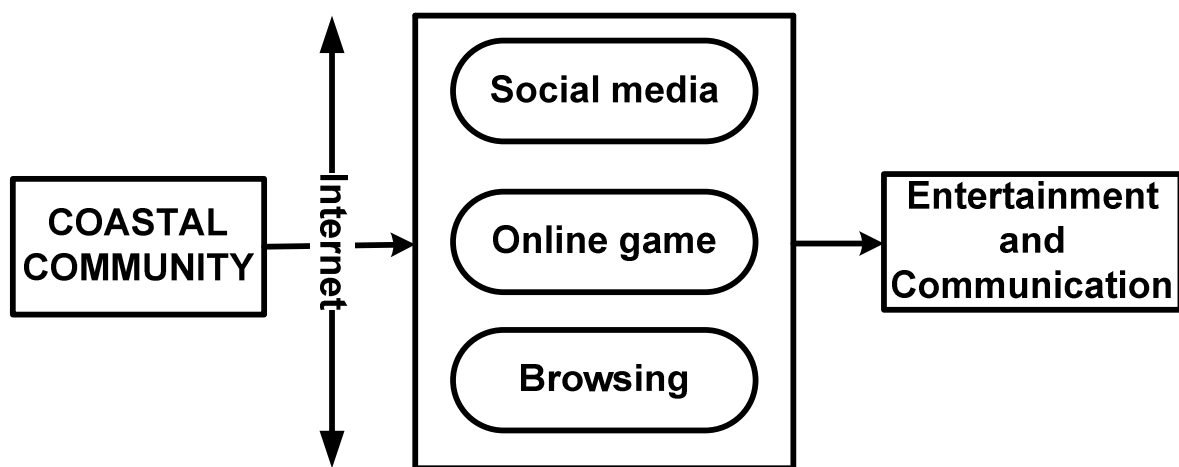 COASTAL
COMMUNITY
Internet
Social media
Online game
Browsing
Entertainment
and
Communication